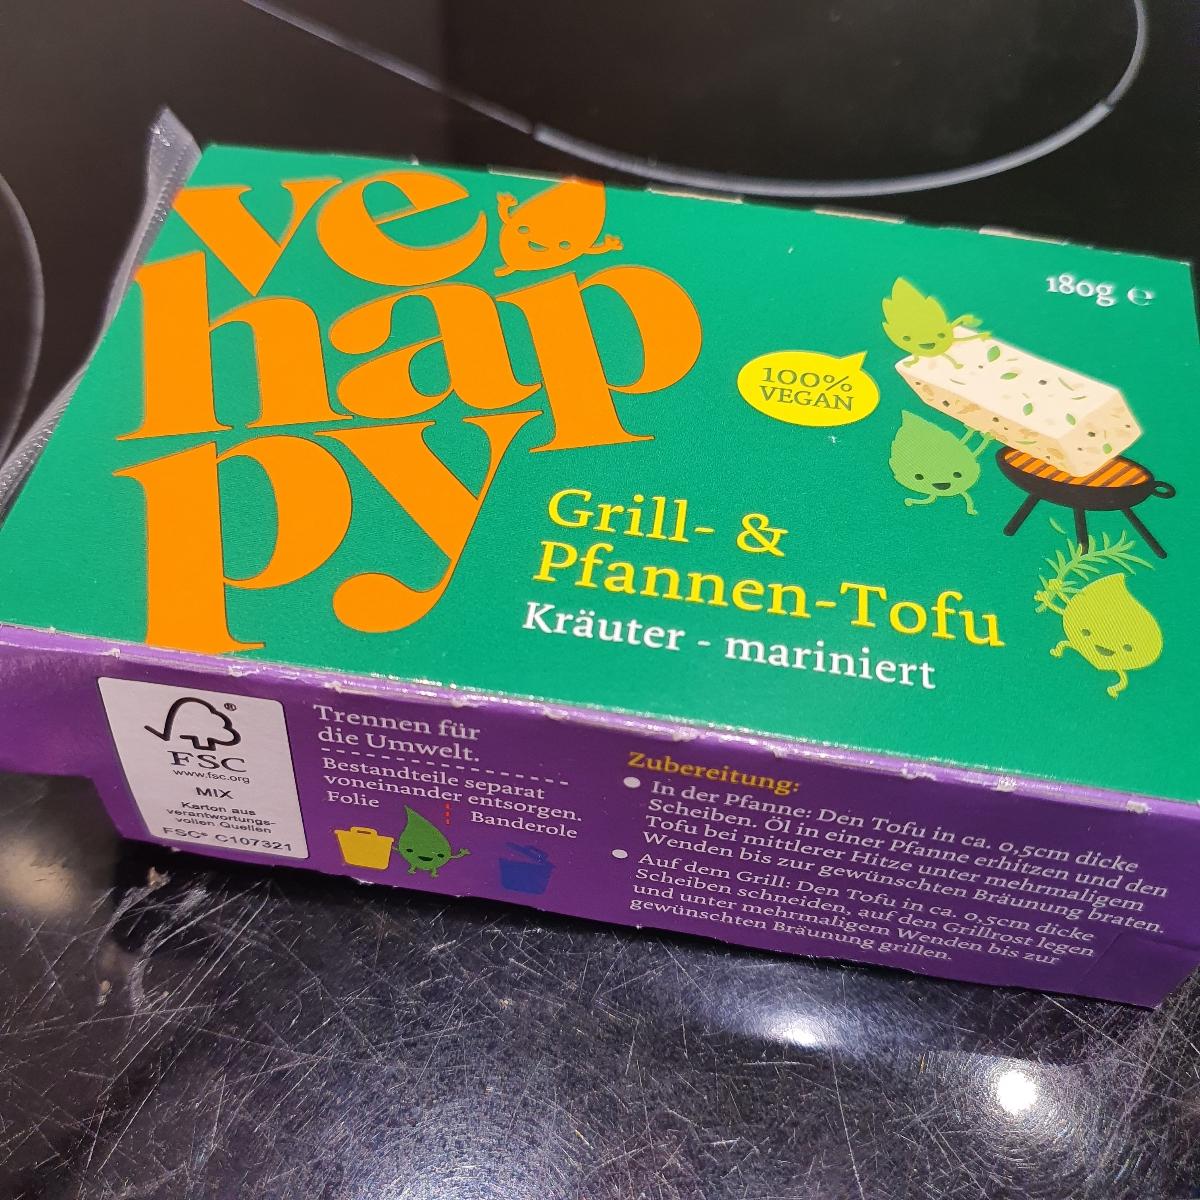 ve
hap
py
180g ℮
100%
VEGAN
Grill- &
Pfannen-Tofu
Kräuter - mariniert
®
FSC
www.fsc.org
MIX
Karton aus
verantwortungs-
vollen Quellen
FSC® C107321
Trennen für
die Umwelt.
Bestandteile separat
voneinander entsorgen.
Folie
Banderole
Zubereitung:
In der Pfanne: Den Tofu in ca. 0,5cm dicke
Scheiben. Öl in einer Pfanne erhitzen und den
Tofu bei mittlerer Hitze unter mehrmaligem
Wenden bis zur gewünschten Bräunung braten.
Auf dem Grill: Den Tofu in ca. 0,5cm dicke
Scheiben schneiden, auf den Grillrost legen
und unter mehrmaligem Wenden bis zur
gewünschten Bräunung grillen.